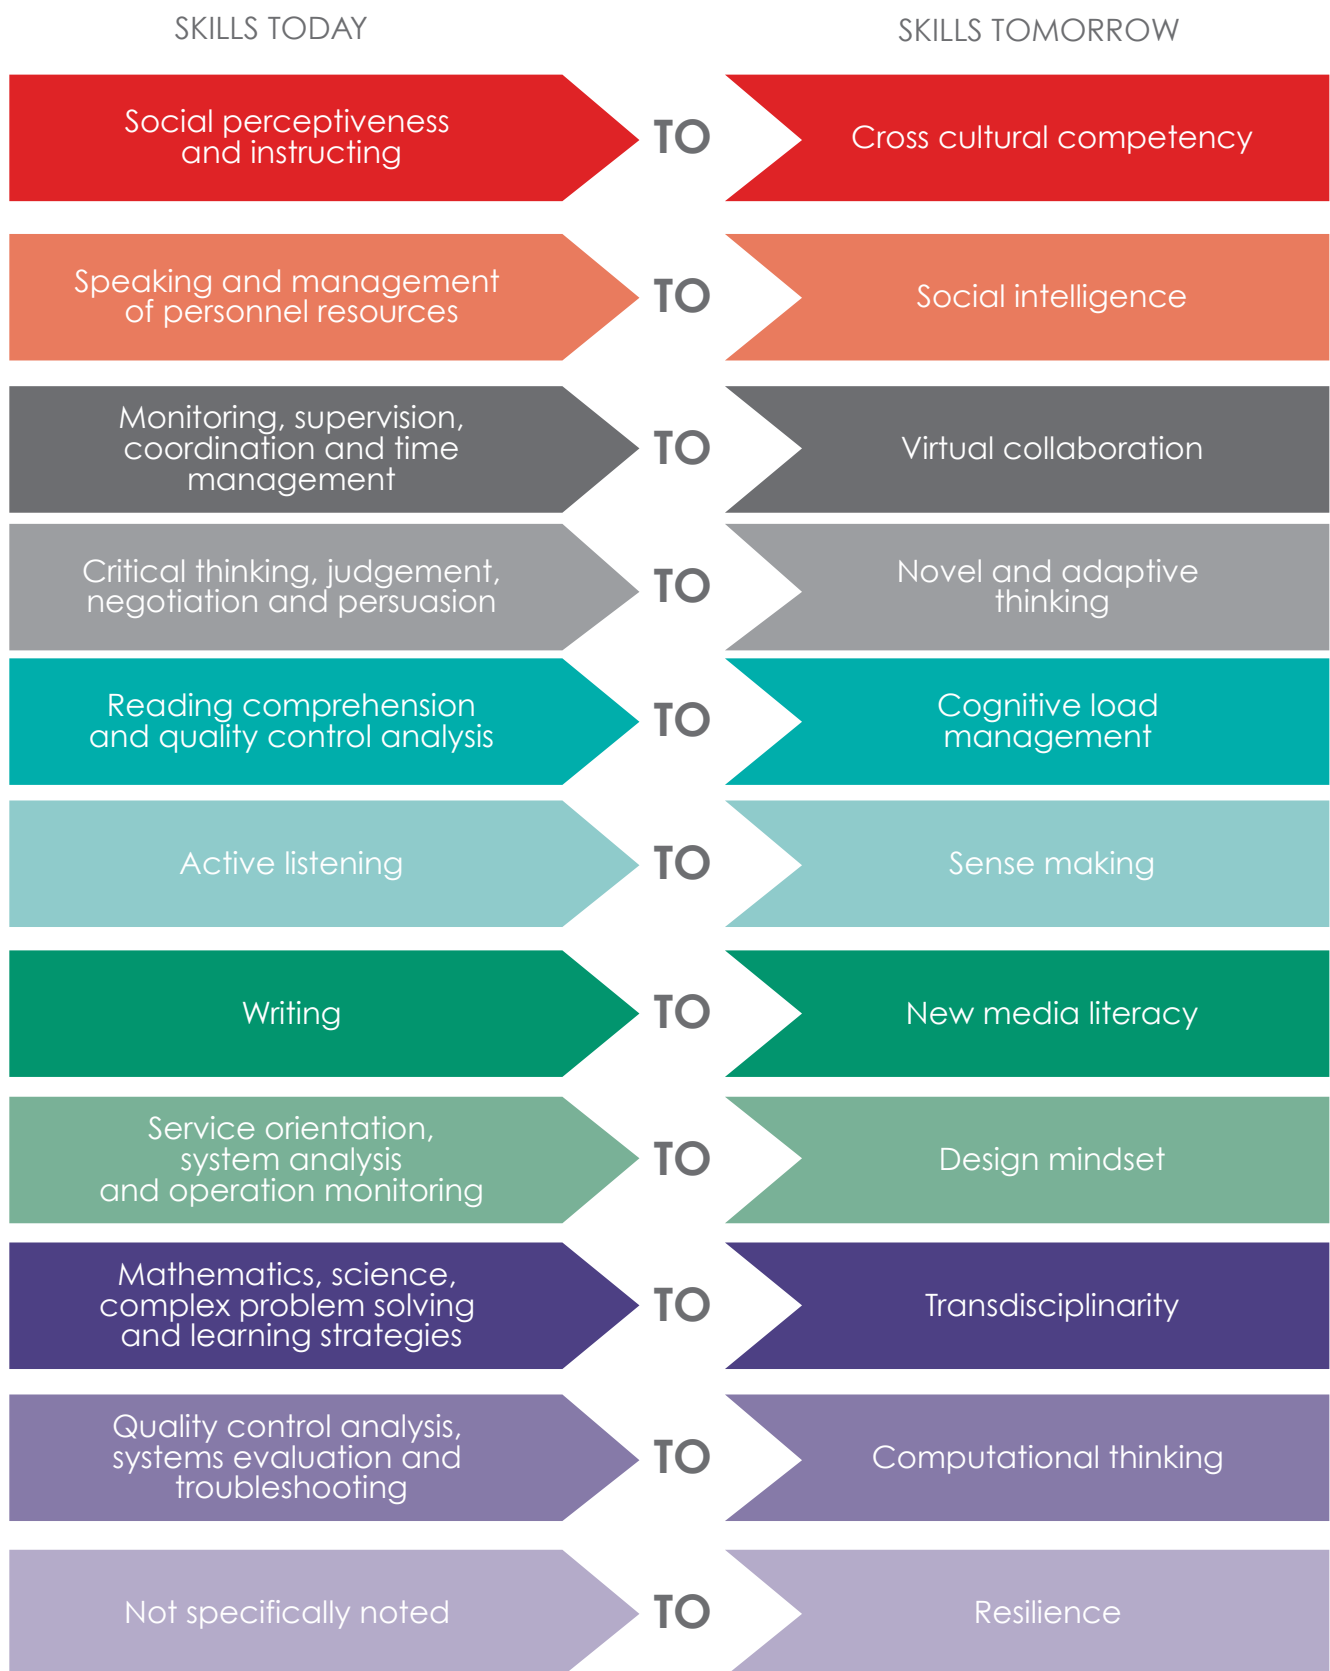 SKILLS TODAY
SKILLS TOMORROW
Social perceptiveness
and instructing
TO
Cross cultural competency
Speaking and management
of personnel resources
TO
Social intelligence
Monitoring, supervision,
coordination and time
management
TO
Virtual collaboration
Critical thinking, judgement,
negotiation and persuasion
TO
Novel and adaptive
thinking
Reading comprehension
and quality control analysis
TO
Cognitive load
management
Active listening
TO
Sense making
Writing
TO
New media literacy
Service orientation,
system analysis
and operation monitoring
TO
Design mindset
Mathematics, science,
complex problem solving
and learning strategies
TO
Transdisciplinarity
Quality control analysis,
systems evaluation and
troubleshooting
TO
Computational thinking
Not specifically noted
TO
Resilience